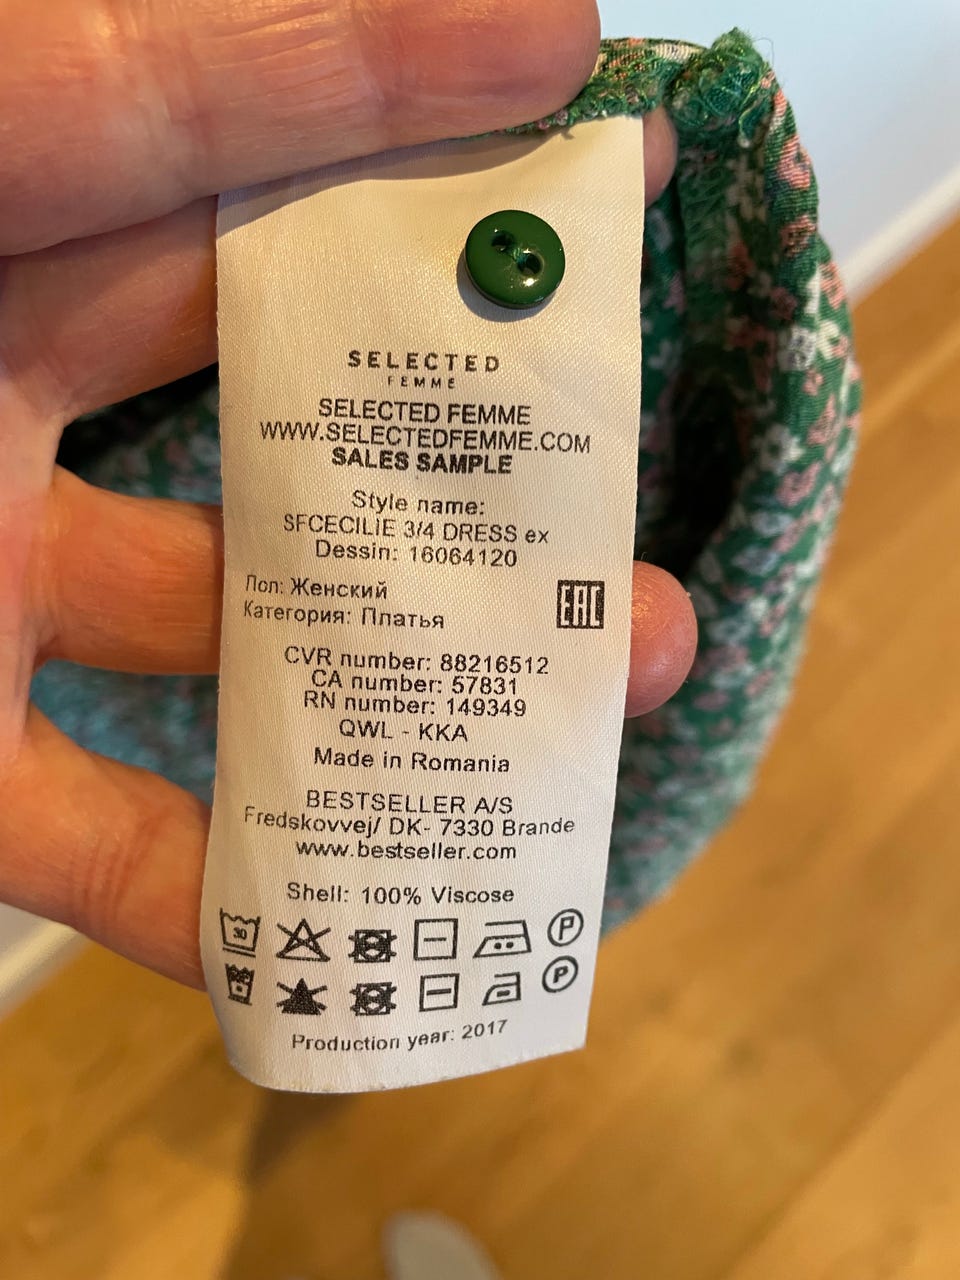 SELECTED
FEMME
SELECTED FEMME
WWW.SELECTEDFEMME.COM
SALES SAMPLE
Style name:
SFCECILIE 3/4 DRESS ex
Dessin: 16064120
Пол: Женский
Категория: Платья
EAC
CVR number: 88216512
CA number: 57831
RN number: 149349
QWL - KKA
Made in Romania
BESTSELLER A/S
Fredskovvej/ DK- 7330 Brande
www.bestseller.com
Shell: 100% Viscose
30 P
P
Production year: 2017